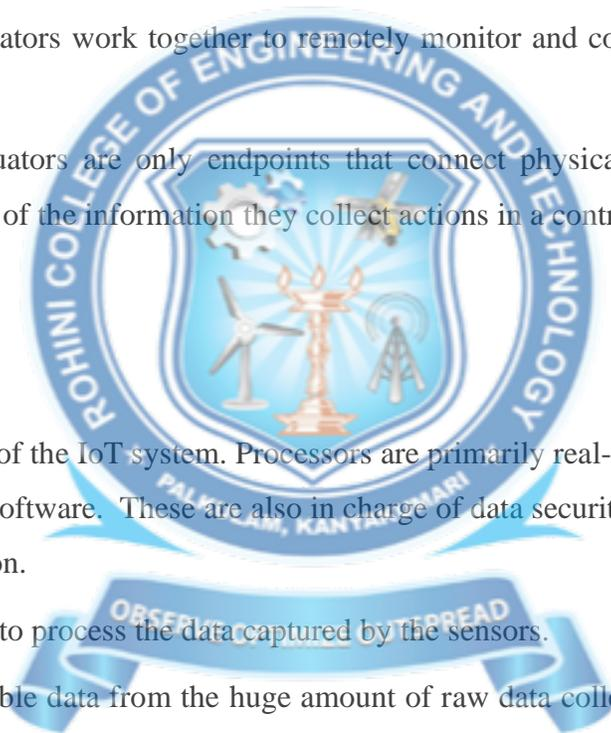 ators work together to remotely monitor and co
ROHINI COLLEGE OF ENGINEERING AND TECHNOLOGY
uators are only endpoints that connect physica
of the information they collect actions in a contr
of the IoT system. Processors are primarily real-
PALKULAM, KANYAKUMARI
oftware. These are also in charge of data securit
on.
OBSERVE OPTIMIZE OUTSPREAD
to process the data captured by the sensors.
ble data from the huge amount of raw data colle